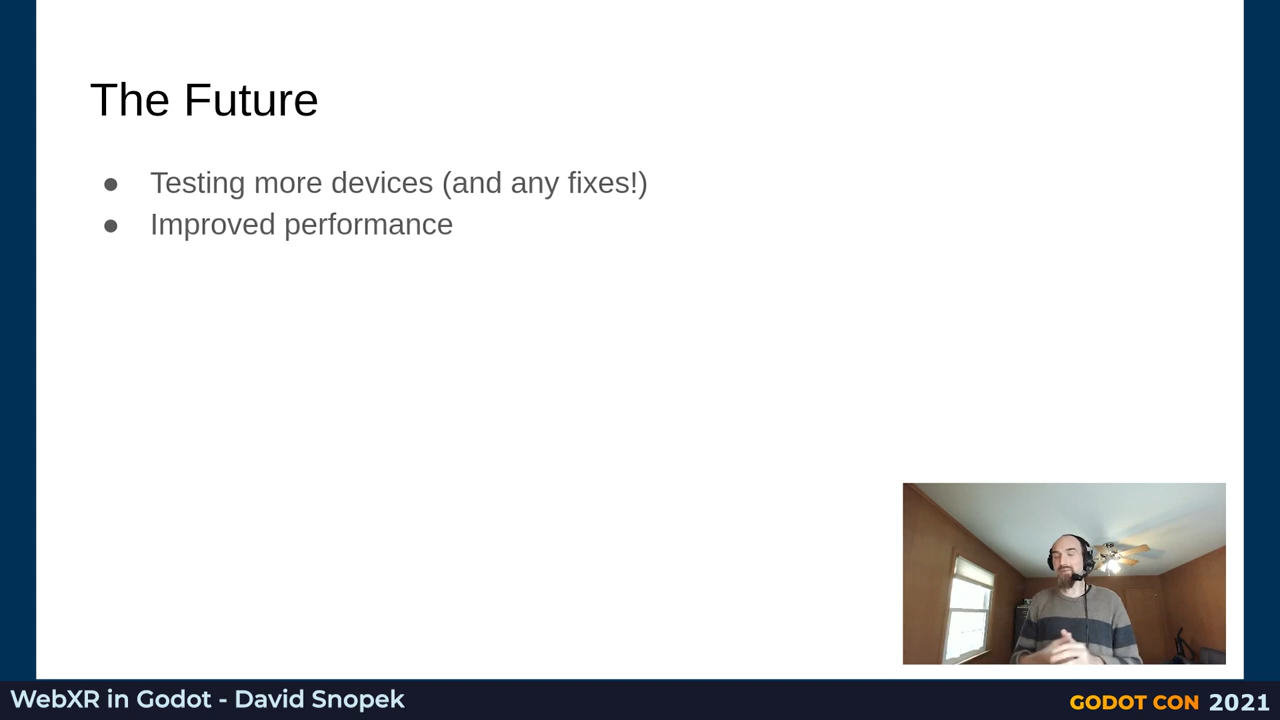 The Future
● Testing more devices (and any fixes!)
● Improved performance
WebXR in Godot - David Snopek
GODOT CON 2021